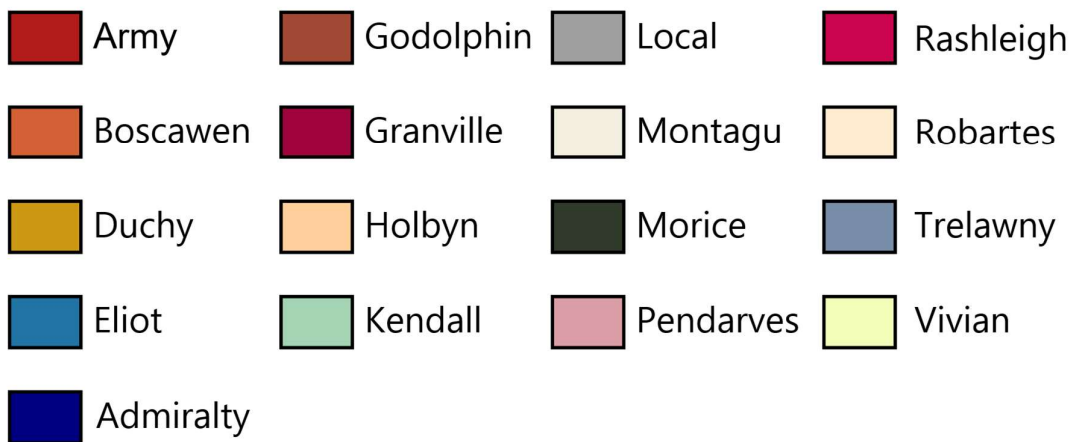 Army Godolphin Local Rashleigh
Boscawen Granville Montagu Robartes
Duchy Holbyn Morice Trelawny
Eliot Kendall Pendarves Vivian
Admiralty